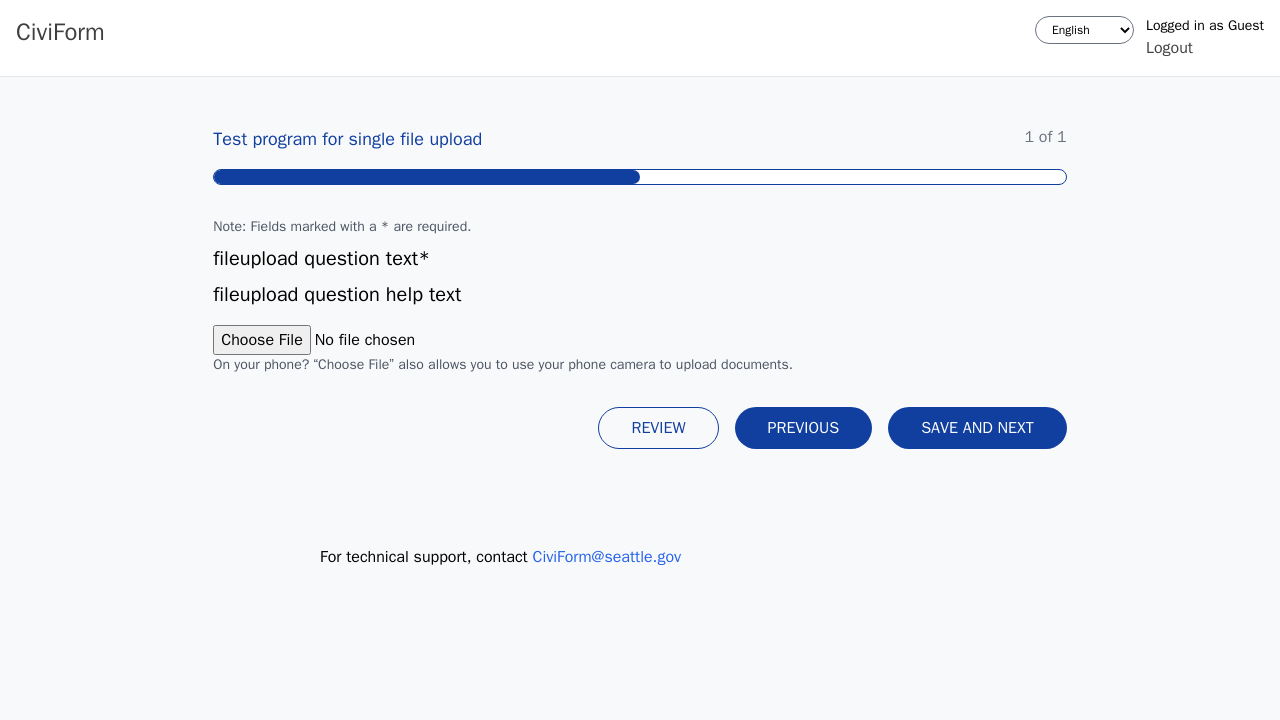 CiviForm
English
Logged in as Guest
Logout
Test program for single file upload
1 of 1
Note: Fields marked with a * are required.
fileupload question text*
fileupload question help text
Choose File No file chosen
On your phone? “Choose File” also allows you to use your phone camera to upload documents.
REVIEW
PREVIOUS
SAVE AND NEXT
For technical support, contact CiviForm@seattle.gov